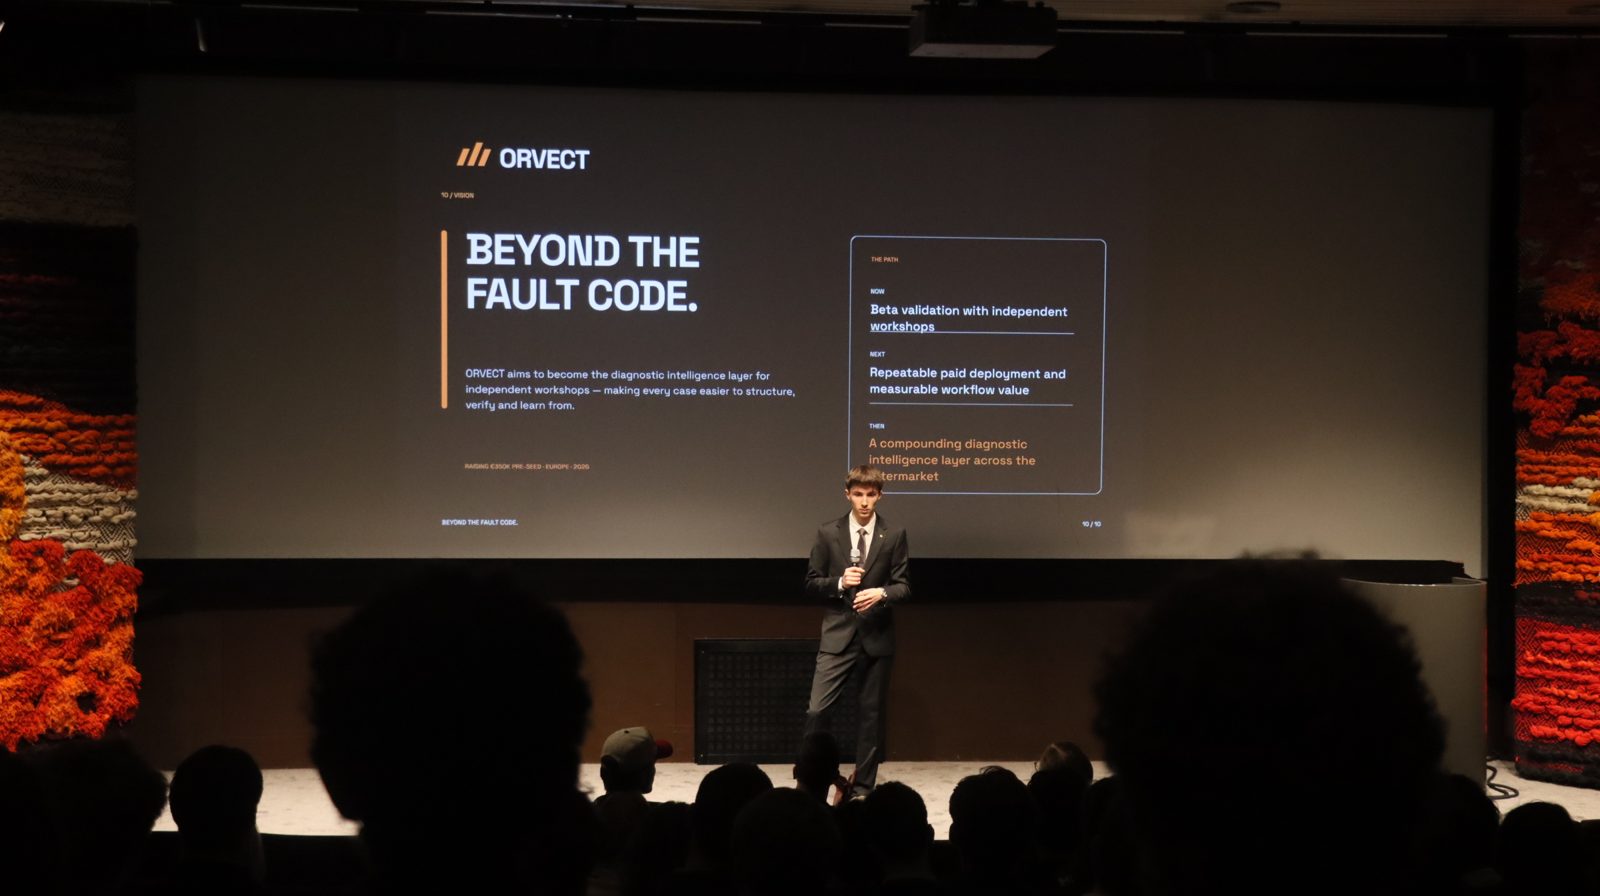 ORVECT
10 / VISION
BEYOND THE
FAULT CODE.
ORVECT aims to become the diagnostic intelligence layer for
independent workshops — making every case easier to structure,
verify and learn from.
RAISING €350K PRE-SEED · EUROPE · 2026
BEYOND THE FAULT CODE.
THE PATH
NOW
Beta validation with independent
workshops
NEXT
Repeatable paid deployment and
measurable workflow value
THEN
A compounding diagnostic
intelligence layer across the
termarket
10 / 10